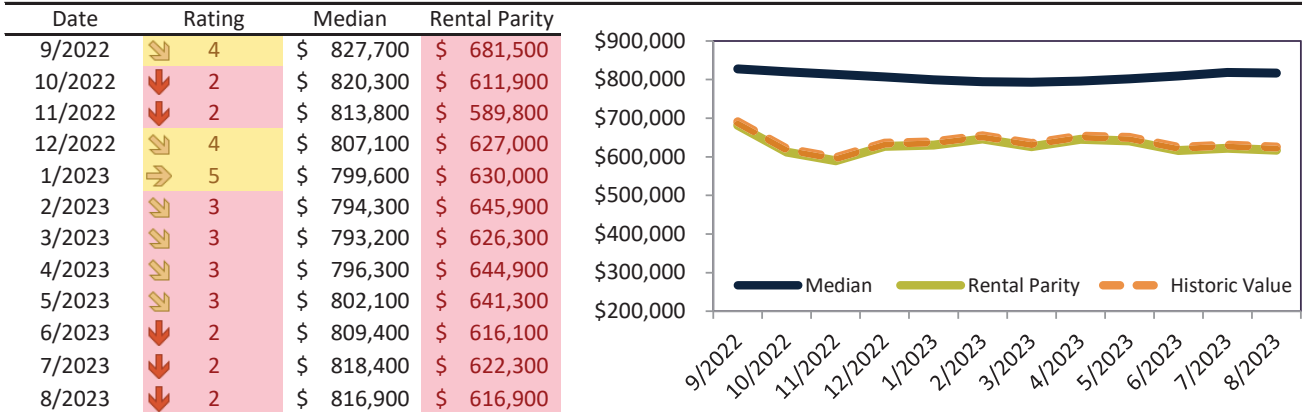 Date Rating Median Rental Parity
9/2022 4 $ 827,700 $ 681,500
10/2022 2 $ 820,300 $ 611,900
11/2022 2 $ 813,800 $ 589,800
12/2022 4 $ 807,100 $ 627,000
1/2023 5 $ 799,600 $ 630,000
2/2023 3 $ 794,300 $ 645,900
3/2023 3 $ 793,200 $ 626,300
4/2023 3 $ 796,300 $ 644,900
5/2023 3 $ 802,100 $ 641,300
6/2023 2 $ 809,400 $ 616,100
7/2023 2 $ 818,400 $ 622,300
8/2023 2 $ 816,900 $ 616,900
$900,000
$800,000
$700,000
$600,000
$500,000
$400,000
$300,000
$200,000
Median Rental Parity Historic Value
9/2022 10/2022 11/2022 12/2022 1/2023 2/2023 3/2023 4/2023 5/2023 6/2023 7/2023 8/2023